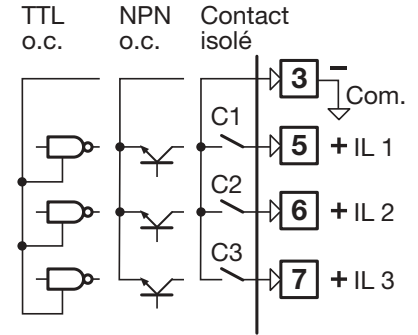 TTL NPN Contact
o.c. o.c. isolé
3 −
Com.
C1
5 + IL 1
C2
6 + IL 2
C3
7 + IL 3